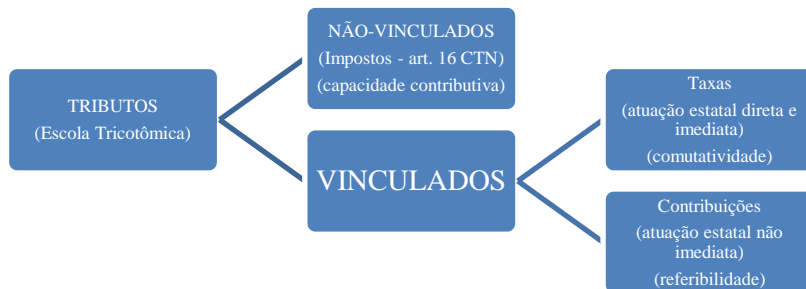 TRIBUTOS
(Escola Tricotômica)
NÃO-VINCULADOS
(Impostos - art. 16 CTN)
(capacidade contributiva)
VINCULADOS
Taxas
(atuação estatal direta e
imediata)
(comutatividade)
Contribuições
(atuação estatal não
imediata)
(referibilidade)